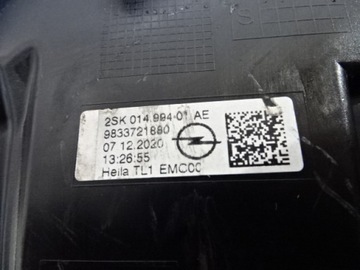 2SK 014.994-01 AE
9833721880
07.12.2020
13:26:55
Hella TL1 EMC00